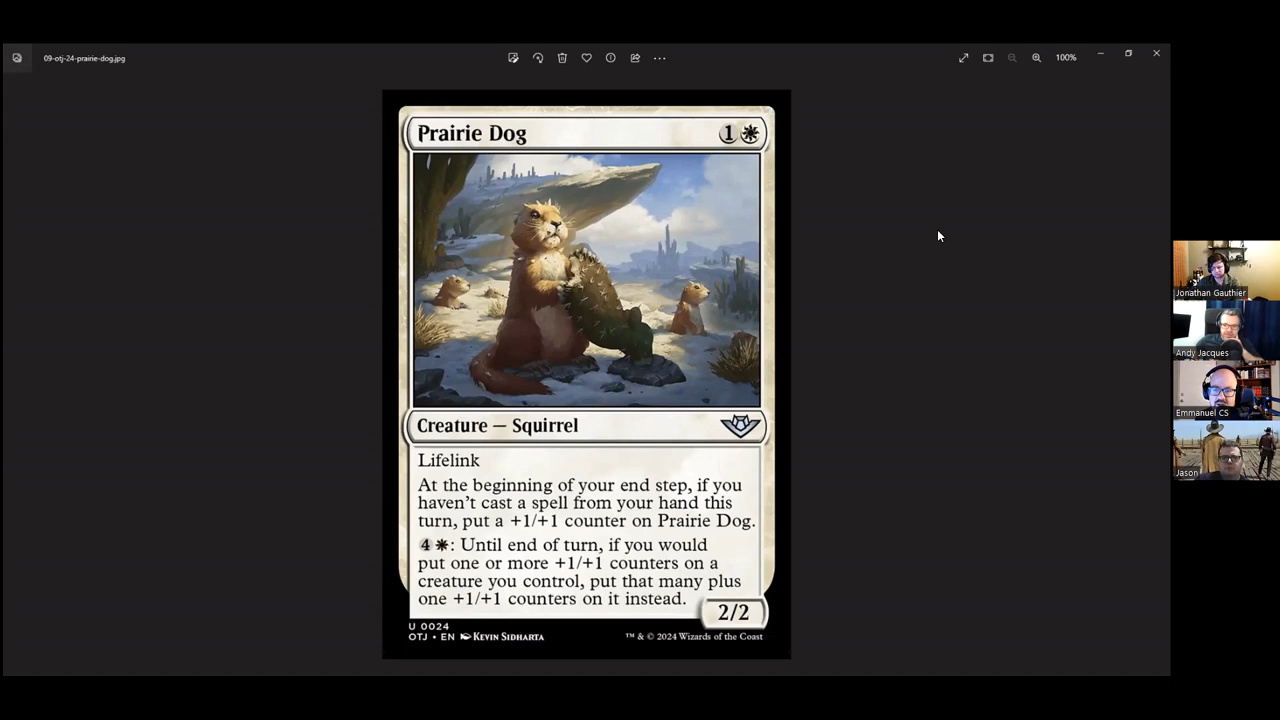 09-otj-24-prairie-dog.jpg
100%
Prairie Dog
1
Creature — Squirrel
Lifelink
At the beginning of your end step, if you
haven't cast a spell from your hand this
turn, put a +1/+1 counter on Prairie Dog.
4 : Until end of turn, if you would
put one or more +1/+1 counters on a
creature you control, put that many plus
one +1/+1 counters on it instead.
2/2
U 0024
OTJ • EN Kevin Sidharta
™ & © 2024 Wizards of the Coast
Jonathan Gauthier
Andy Jacques
Emmanuel CS
Jason